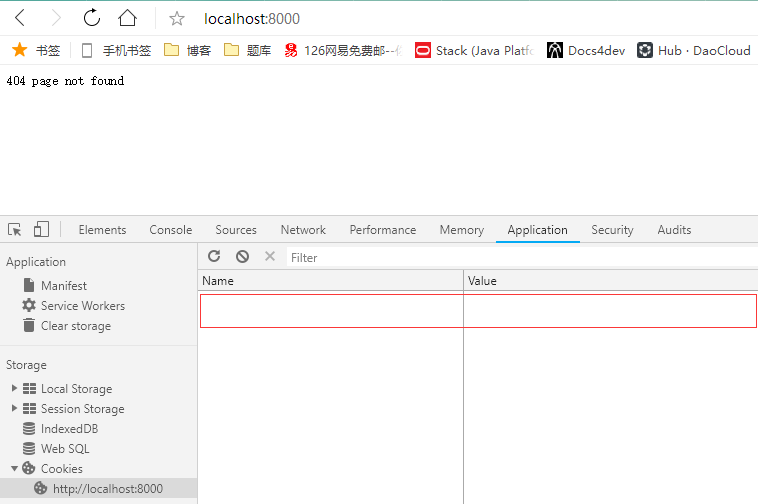 localhost:8000
书签 手机书签 博客 题库 126网易免费邮-- Stack (Java Platf Docs4dev Hub · DaoCloud
404 page not found
Elements Console Sources Network Performance Memory Application Security Audits
Application
Filter
Name Value
Manifest
Service Workers
Clear storage
Storage
Local Storage
Session Storage
IndexedDB
Web SQL
Cookies
http://localhost:8000